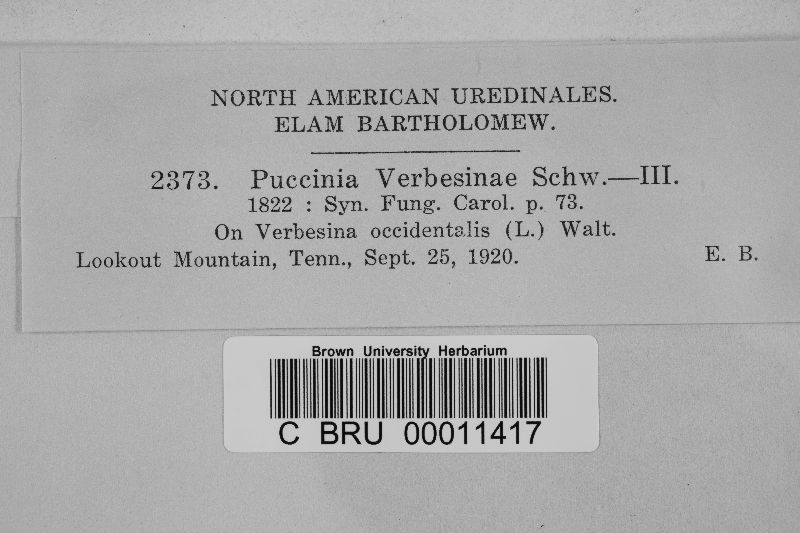 NORTH AMERICAN UREDINALES.
ELAM BARTHOLOMEW.
2373. Puccinia Verbesinae Schw.—III.
1822 : Syn. Fung. Carol. p. 73.
On Verbesina occidentalis (L.) Walt.
Lookout Mountain, Tenn., Sept. 25, 1920. E. B.
Brown University Herbarium
C BRU 00011417